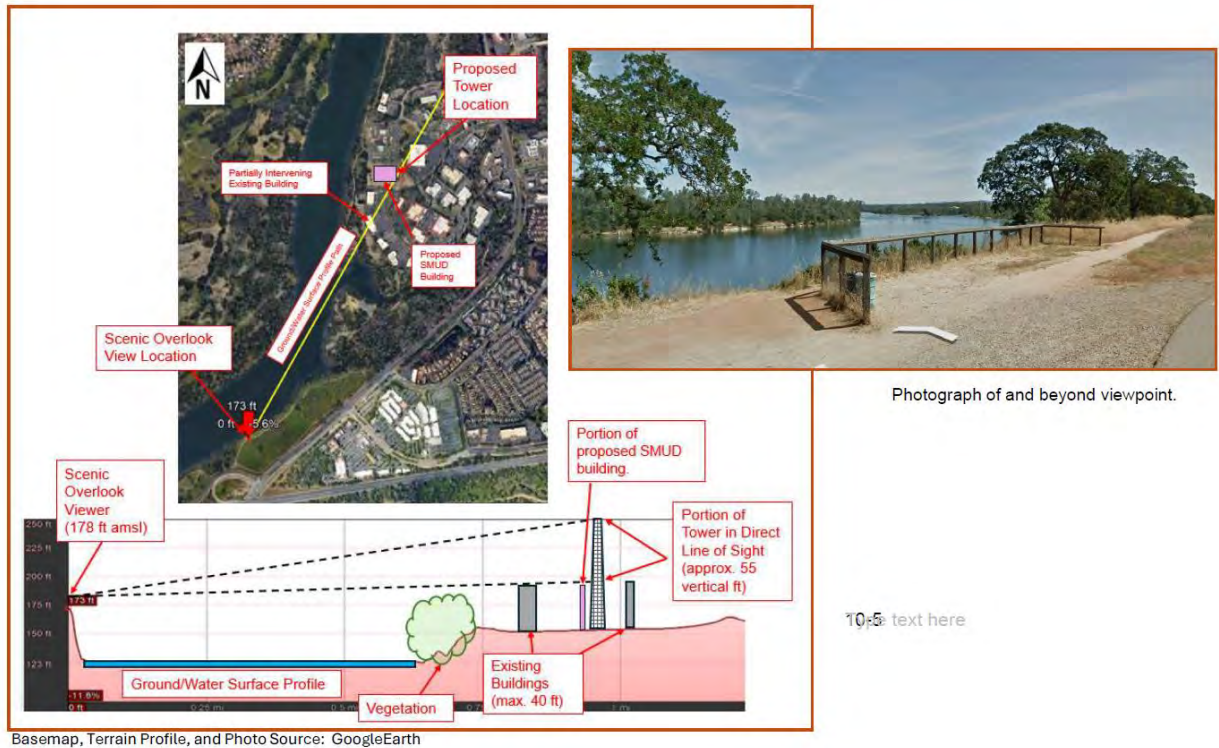 N
Proposed
Tower
Location
Partially Intervening
Existing Building
Ground/Water Surface Profile Path
Proposed
SMUD
Building
Scenic Overlook
View Location
173 ft
0 ft
5.6%
Photograph of and beyond viewpoint.
Scenic
Overlook
Viewer
(178 ft amsl)
Portion of
proposed SMUD
building.
Portion of
Tower in Direct
Line of Sight
(approx. 55
vertical ft)
250 ft
225 ft
200 ft
175 ft
173 ft
150 ft
123 ft
-11.6%
0 ft
0.25 mi
0.5 mi
1 mi
Ground/Water Surface Profile
Vegetation
Existing
Buildings
(max. 40 ft)
10-5
text here
Basemap, Terrain Profile, and Photo Source: GoogleEarth